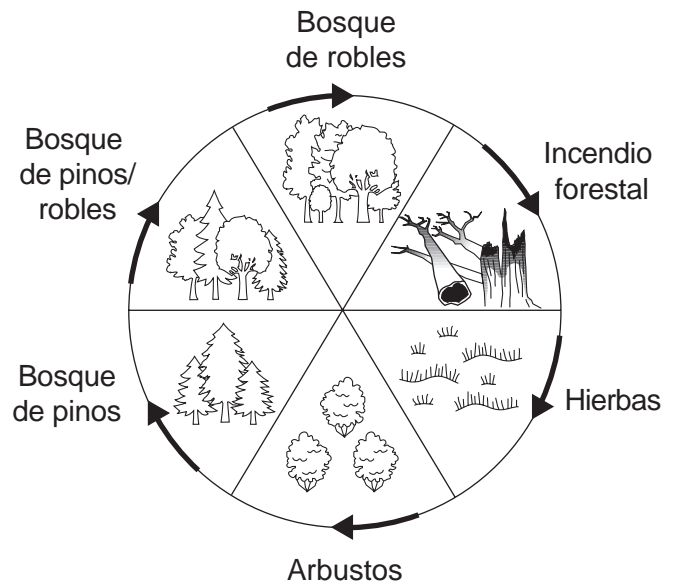 Bosque
de robles
Incendio
forestal
Hierbas
Arbustos
Bosque
de pinos
Bosque
de pinos/
robles